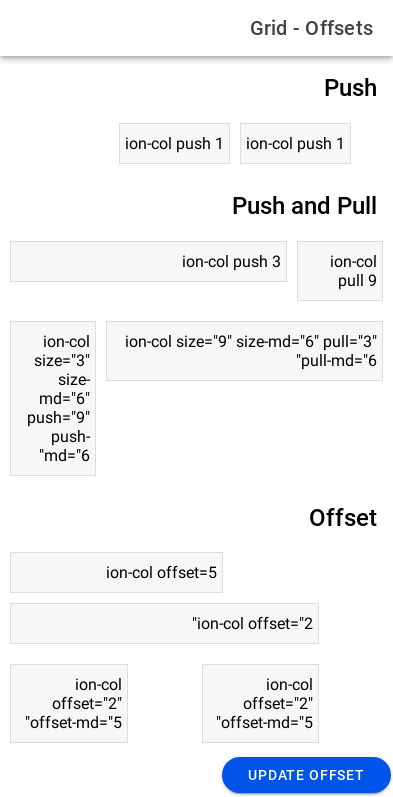 Grid - Offsets
Push
ion-col push 1
ion-col push 1
Push and Pull
ion-col
pull 9
ion-col push 3
ion-col size="9" size-md="6" pull="3"
"pull-md="6
ion-col
size="3"
size-
md="6"
push="9"
push-
"md="6
Offset
ion-col offset=5
"ion-col offset="2
ion-col
offset="2"
"offset-md="5
ion-col
offset="2"
"offset-md="5
UPDATE OFFSET